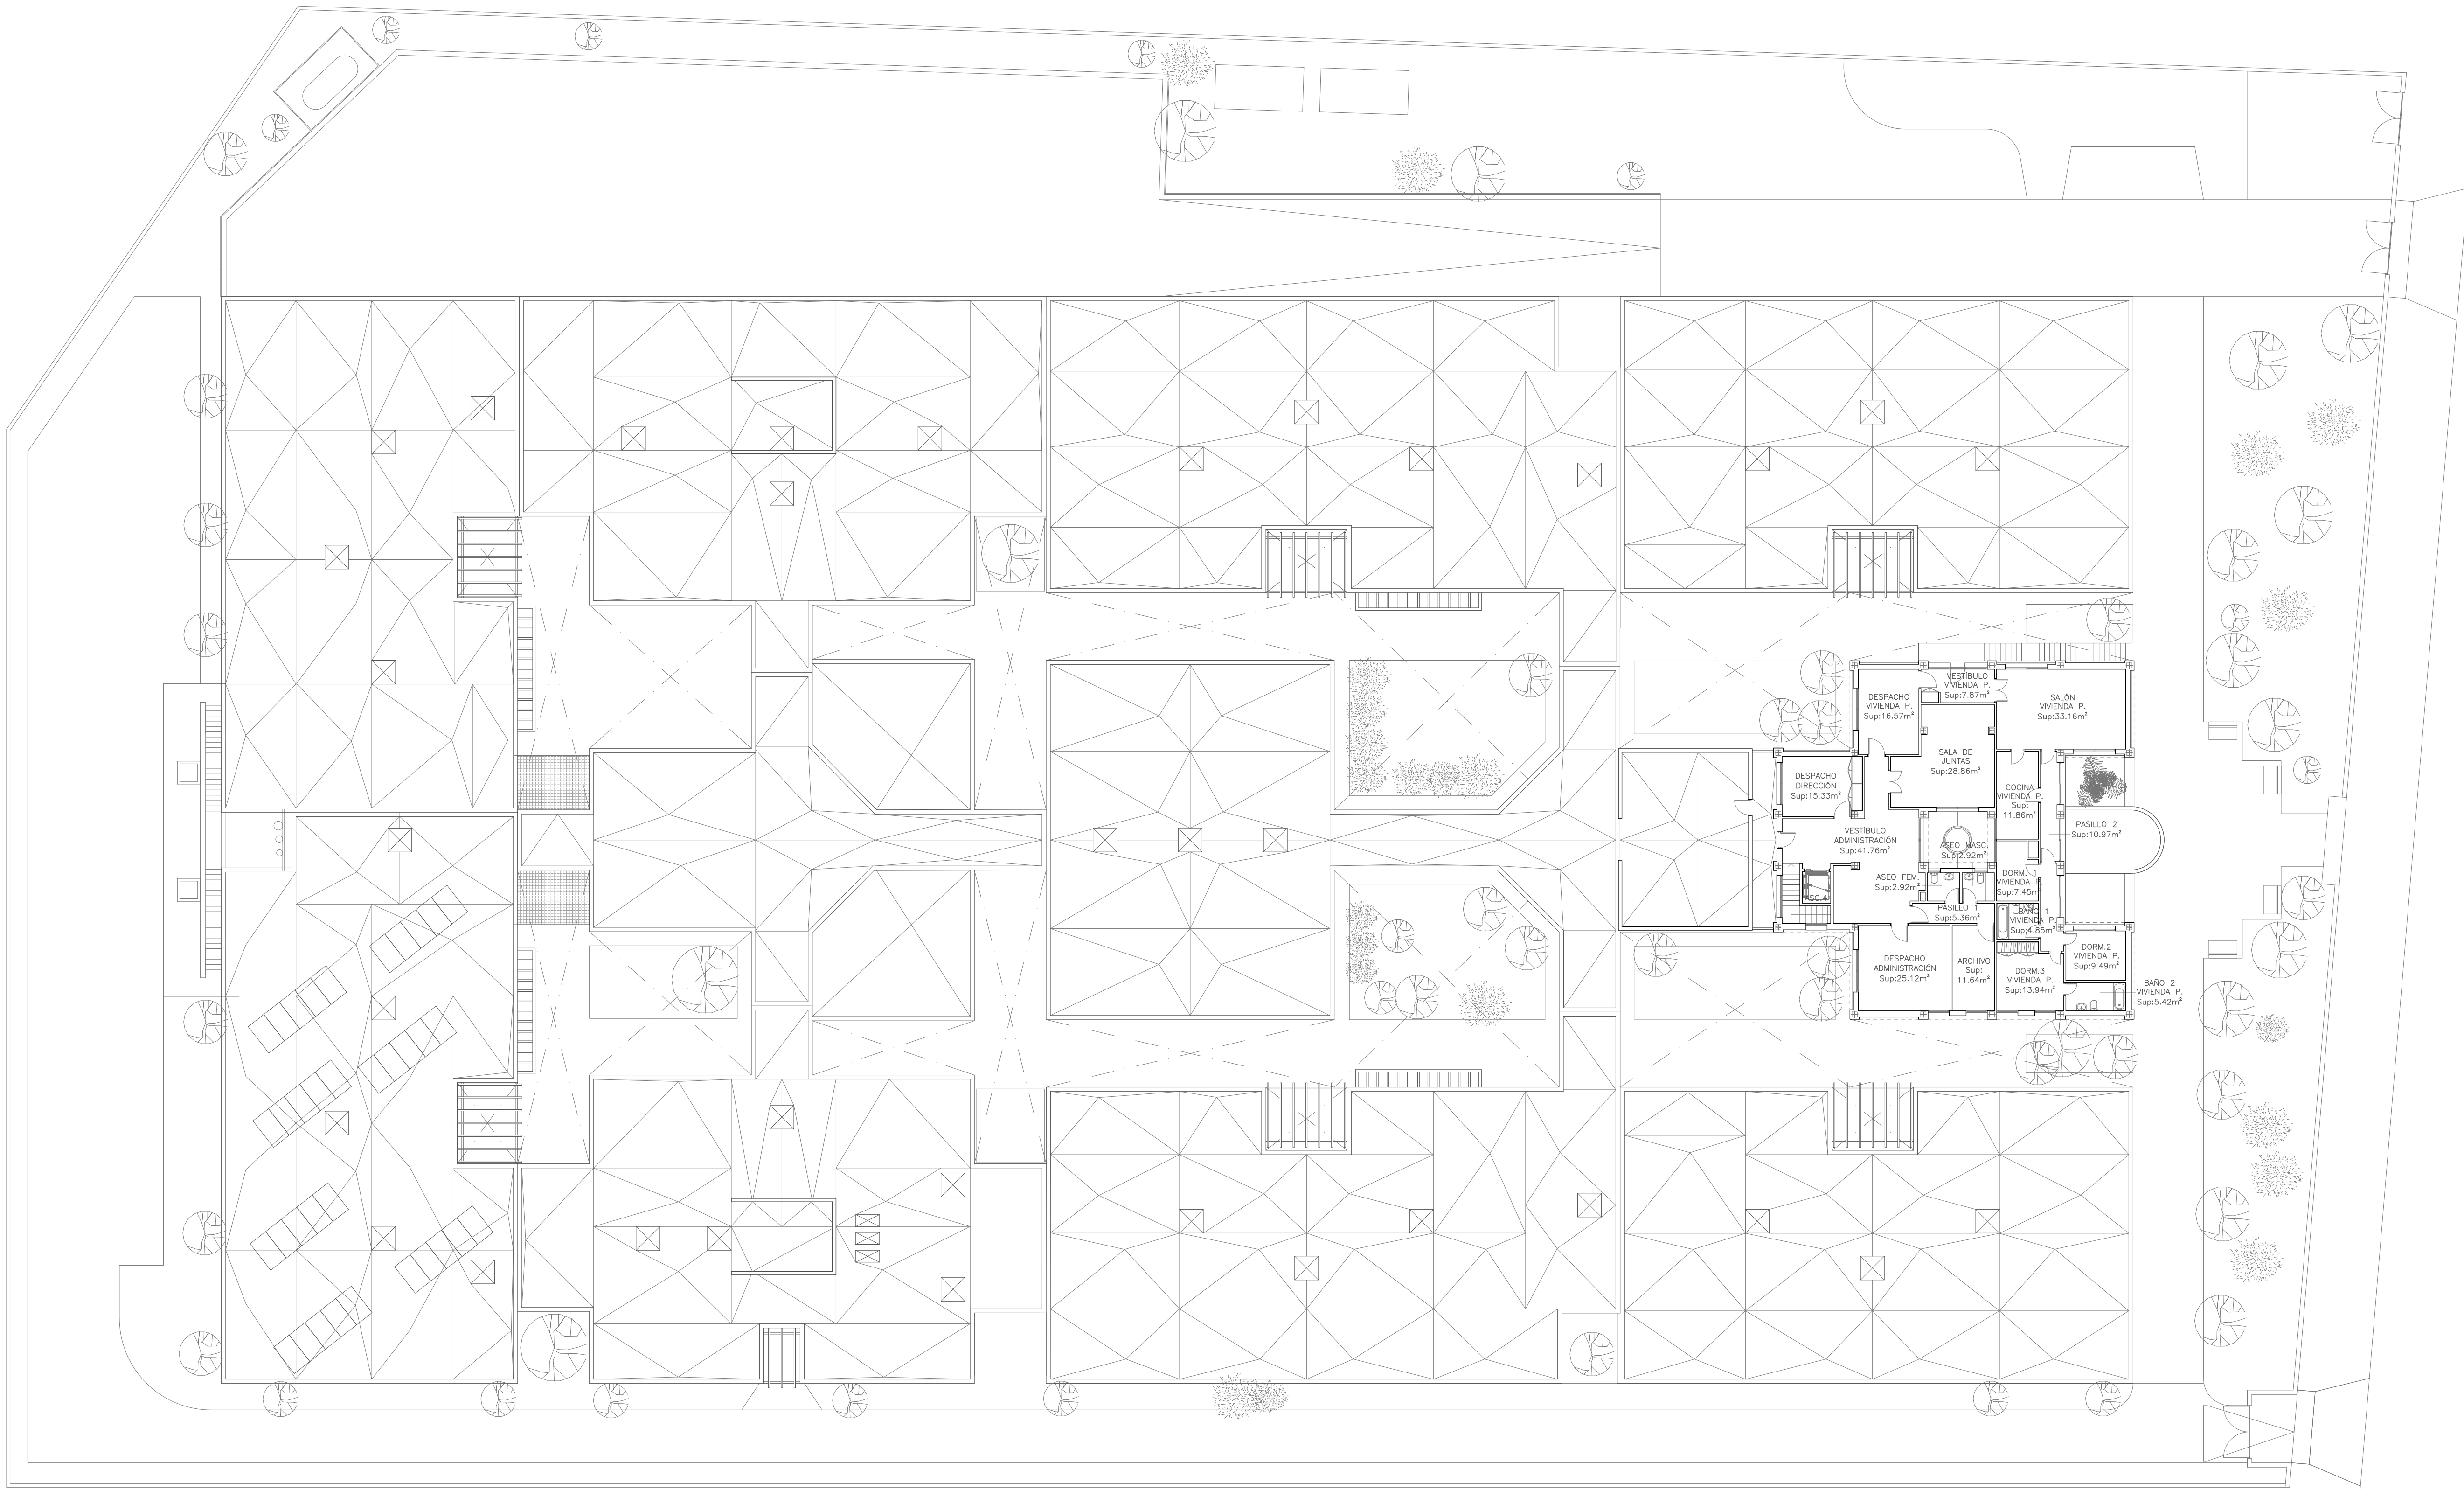 VESTÍBULO
VIVIENDA P.
Sup:7.87m²
DESPACHO
VIVIENDA P.
Sup:16.57m²
SALÓN
VIVIENDA P.
Sup:33.16m²
SALA DE
JUNTAS
Sup:28.86m²
DESPACHO
DIRECCIÓN
Sup:15.33m²
COCINA
VIVIENDA P.
Sup:
11.86m²
PASILLO 2
Sup:10.97m²
VESTÍBULO
ADMINISTRACIÓN
Sup:41.76m²
ASEO MASC.
Sup:2.92m²
ASEO FEM.
Sup:2.92m²
DORM. 1
VIVIENDA P.
Sup:7.45m²
ASC.4
PASILLO 1
Sup:5.36m²
BAÑO 1
VIVIENDA P.
Sup:4.85m²
DORM.2
VIVIENDA P.
Sup:9.49m²
DESPACHO
ADMINISTRACIÓN
Sup:25.12m²
ARCHIVO
Sup:
11.64m²
DORM.3
VIVIENDA P.
Sup:13.94m²
BAÑO 2
VIVIENDA P.
Sup:5.42m²